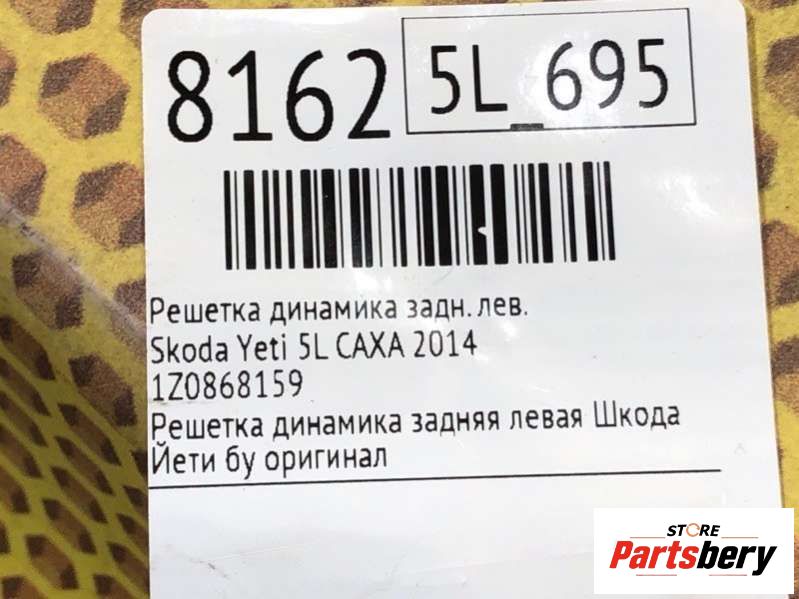 8162 5L_695
Решетка динамика задн. лев.
Skoda Yeti 5L CAXA 2014
1Z0868159
Решетка динамика задняя левая Шкода
Йети бу оригинал
STORE
Partsbery